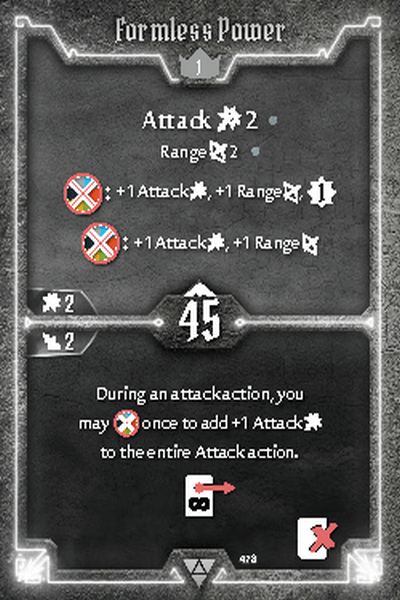 Formless Power
1
Attack 2
Range 2
: +1 Attack, +1 Range, 1
: +1 Attack, +1 Range
2
45
2
During an attack action, you
may once to add +1 Attack
to the entire Attack action.
478